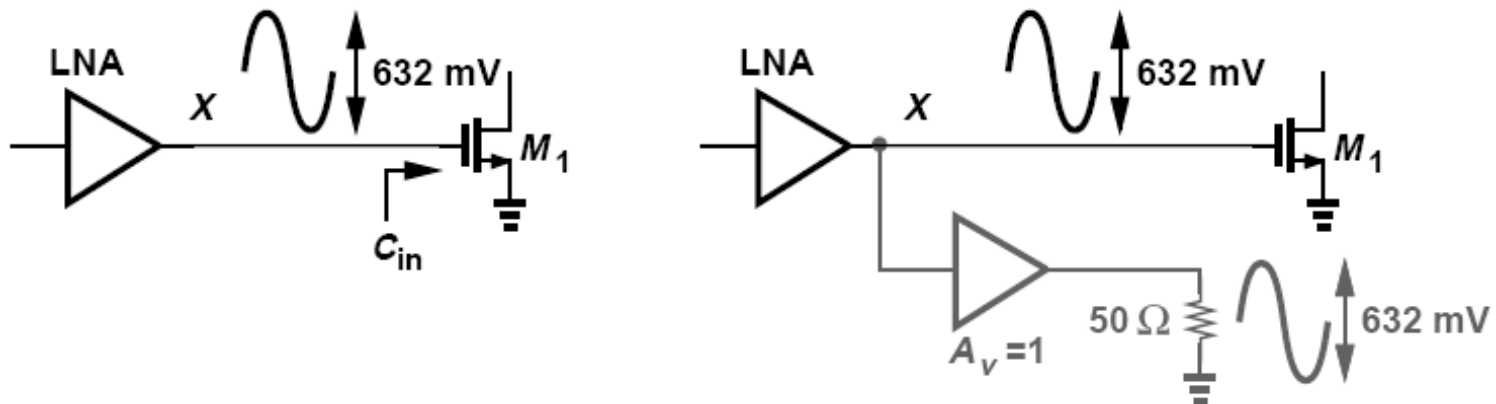 LNA
X
632 mV
M1
Cin
LNA
X
632 mV
M1
Av =1
50 Ω
632 mV